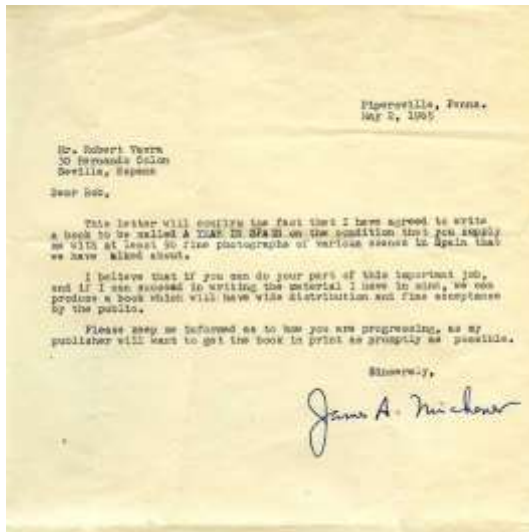 Pipersville, Penna.
May 2, 1965
Mr. Robert Vavra
30 Hernando Colon
Sevilla, Espana
Dear Bob,
This letter will confirm the fact that I have agreed to write
a book to be called A YEAR IN SPAIN on the condition that you supply
me with at least 90 fine photographs of various scenes in Spain that
we have talked about.
I believe that if you can do your part of this important job,
and if I can succeed in writing the material I have in mind, we can
produce a book which will have wide distribution and fine acceptance
by the public.
Please keep me informed as to how you are progressing, as my
publisher will want to get the book in print as promptly as possible.
Sincerely,
James A. Michener